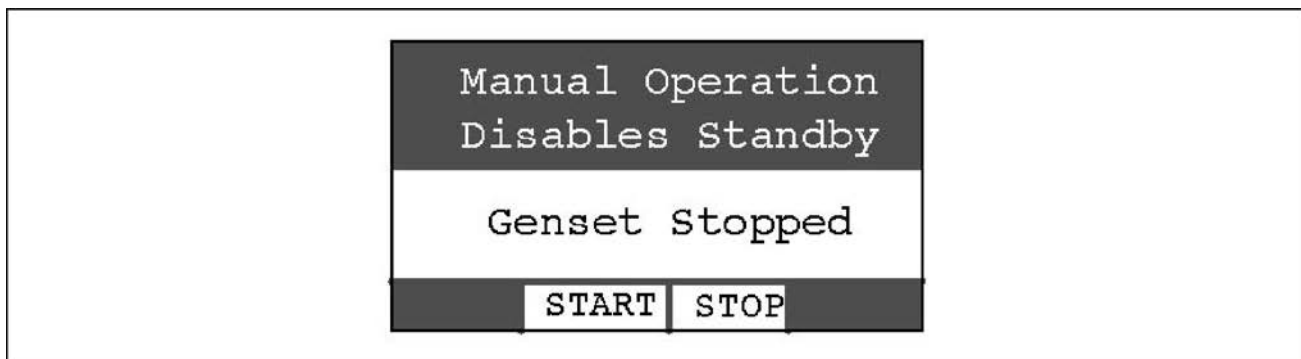 Manual Operation
Disables Standby
Genset Stopped
START STOP